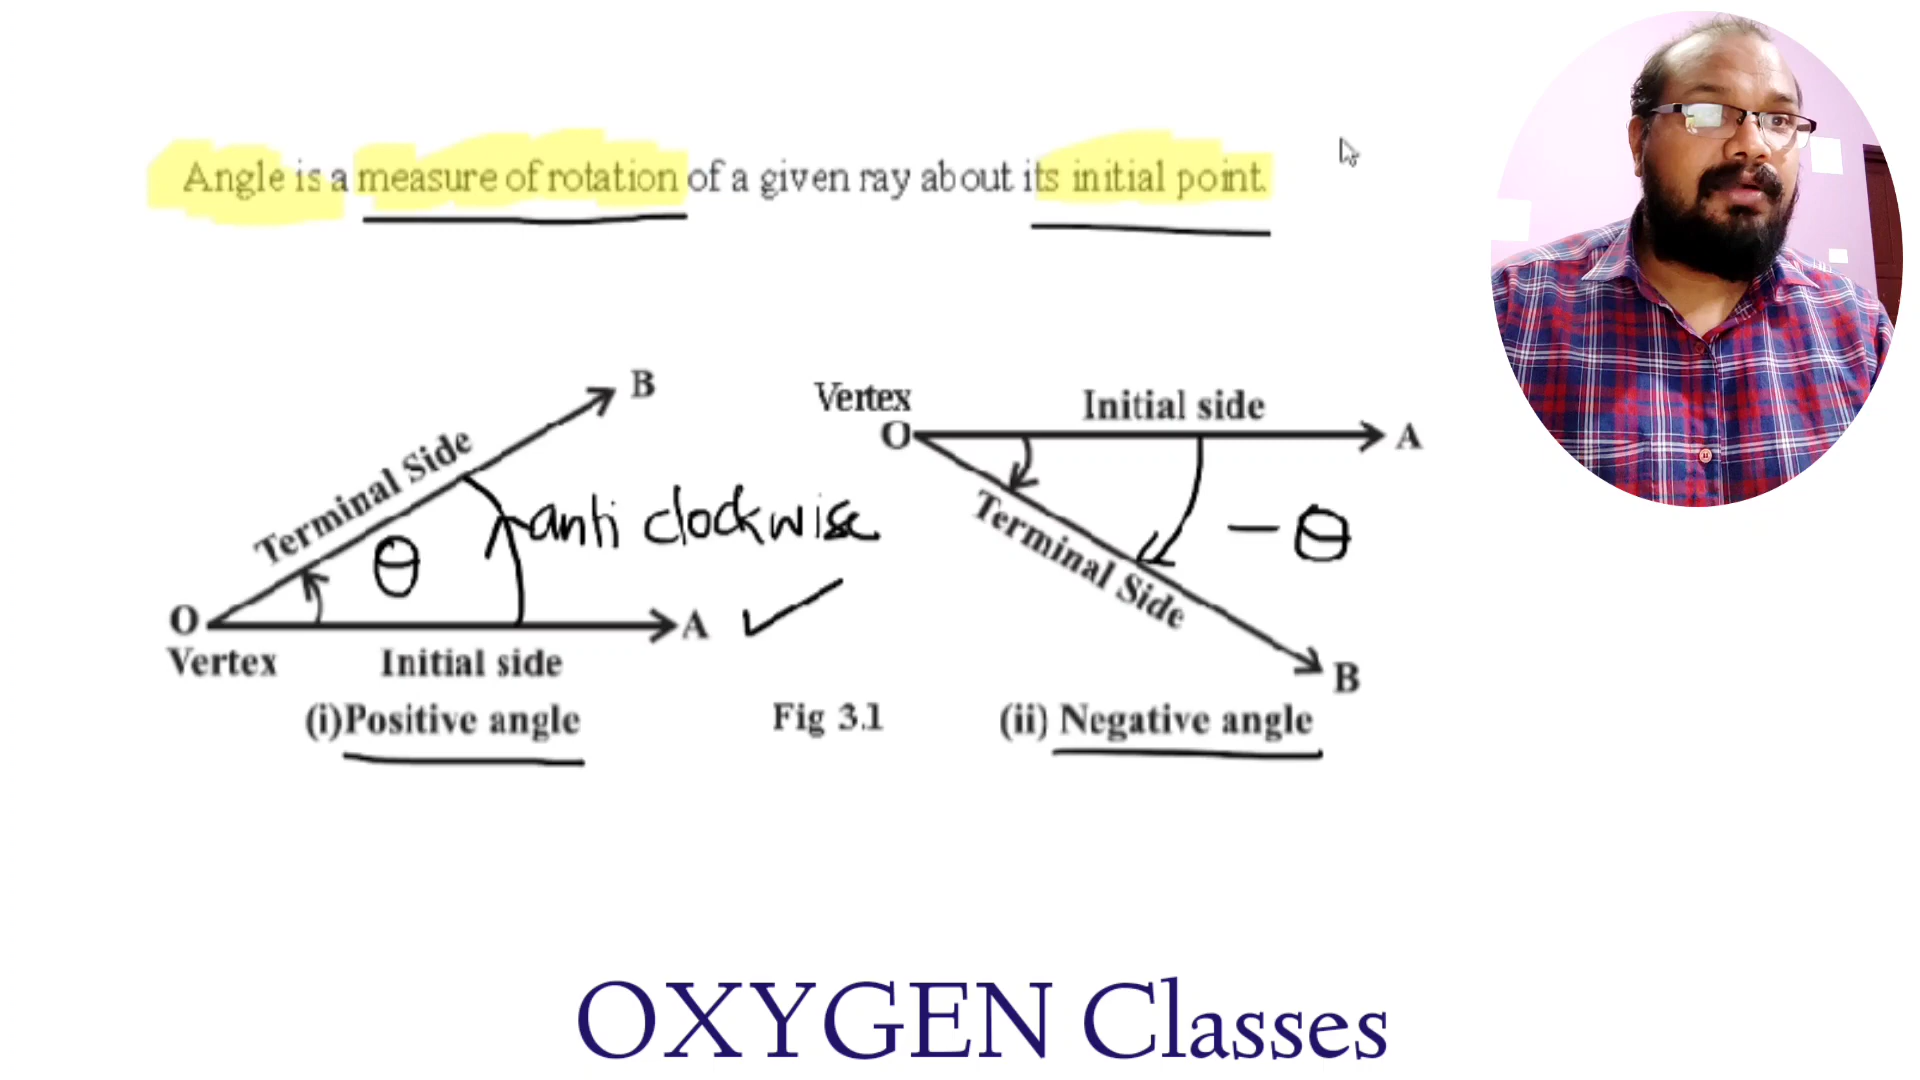 Angle is a measure of rotation of a given ray about its initial point.
B
Terminal Side
θ
anti clockwise
O
A
Vertex
Initial side
(i)Positive angle
Fig 3.1
Vertex
Initial side
O
A
Terminal Side
- θ
B
(ii) Negative angle
OXYGEN Classes